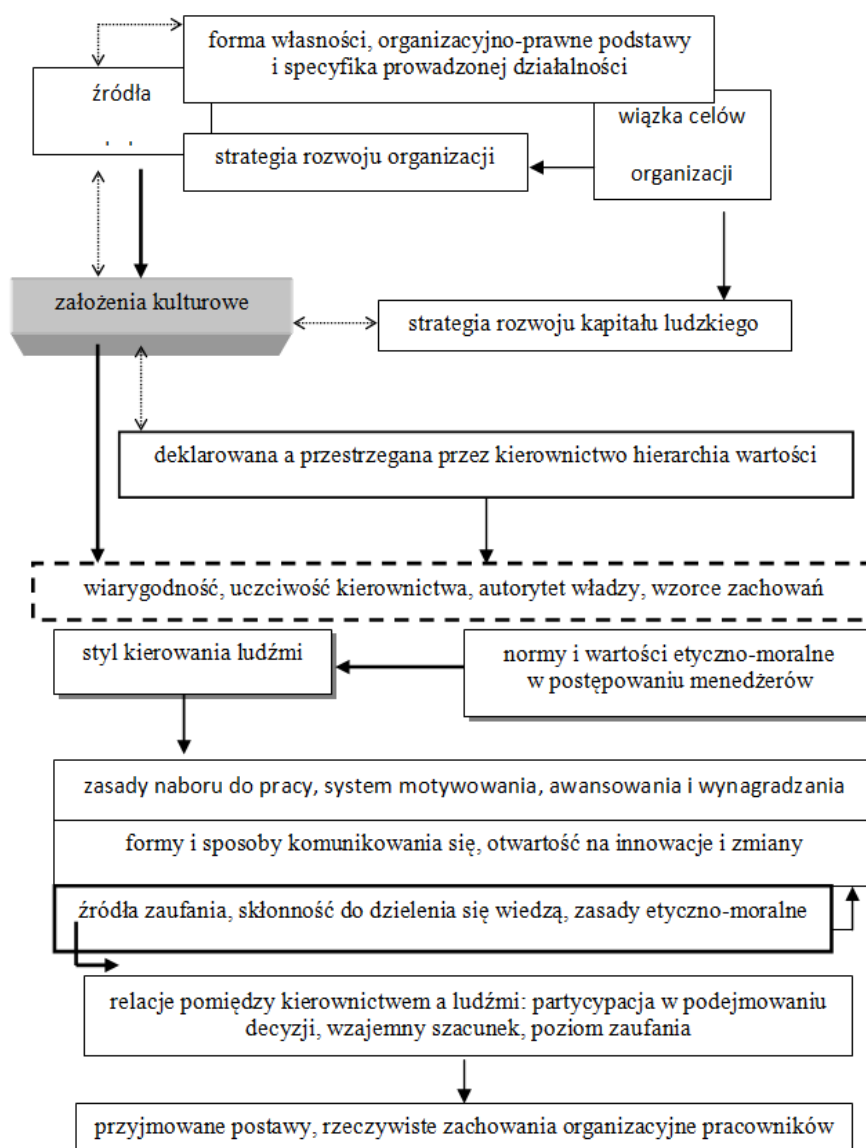 forma własności, organizacyjno-prawne podstawy
i specyfika prowadzonej działalności
źródła
wiązka celów
organizacji
strategia rozwoju organizacji
założenia kulturowe
strategia rozwoju kapitału ludzkiego
deklarowana a przestrzegana przez kierownictwo hierarchia wartości
wiarygodność, uczciwość kierownictwa, autorytet władzy, wzorce zachowań
styl kierowania ludźmi
normy i wartości etyczno-moralne
w postępowaniu menedżerów
zasady naboru do pracy, system motywowania, awansowania i wynagradzania
formy i sposoby komunikowania się, otwartość na innowacje i zmiany
źródła zaufania, skłonność do dzielenia się wiedzą, zasady etyczno-moralne
relacje pomiędzy kierownictwem a ludźmi: partycypacja w podejmowaniu
decyzji, wzajemny szacunek, poziom zaufania
przyjmowane postawy, rzeczywiste zachowania organizacyjne pracowników